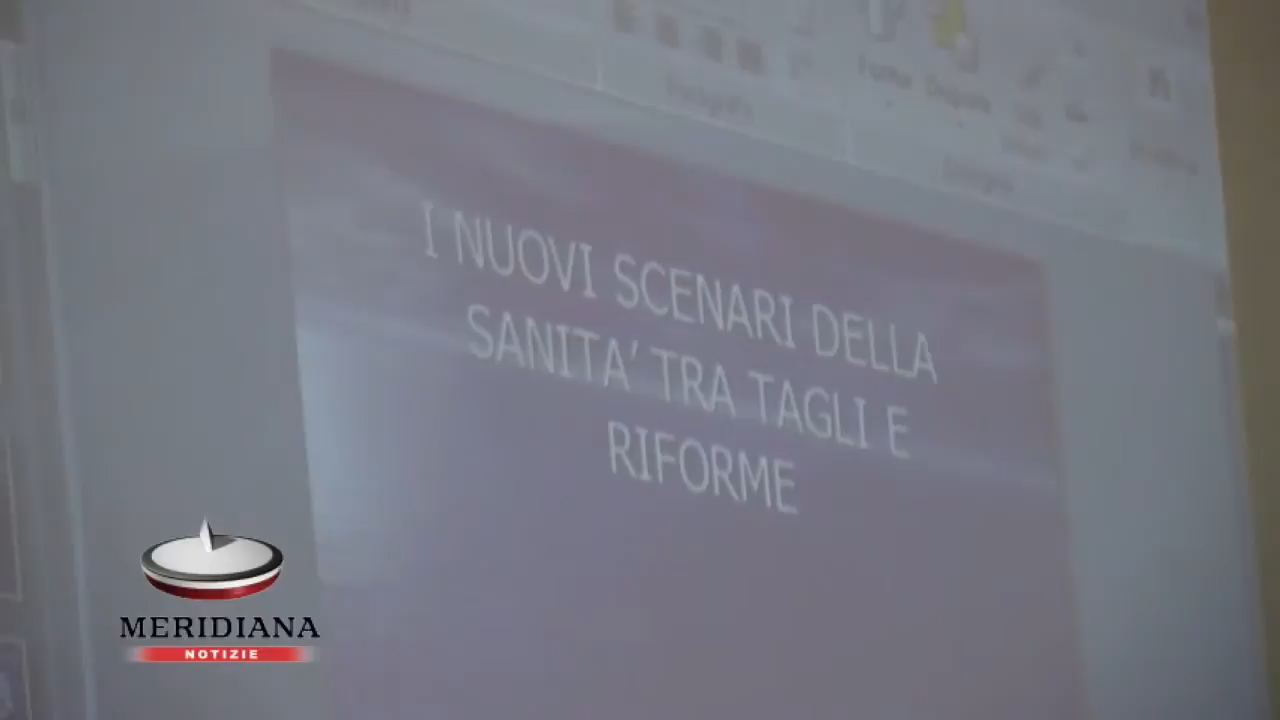 I NUOVI SCENARI DELLA
SANITA' TRA TAGLI E
RIFORME
MERIDIANA
NOTIZIE